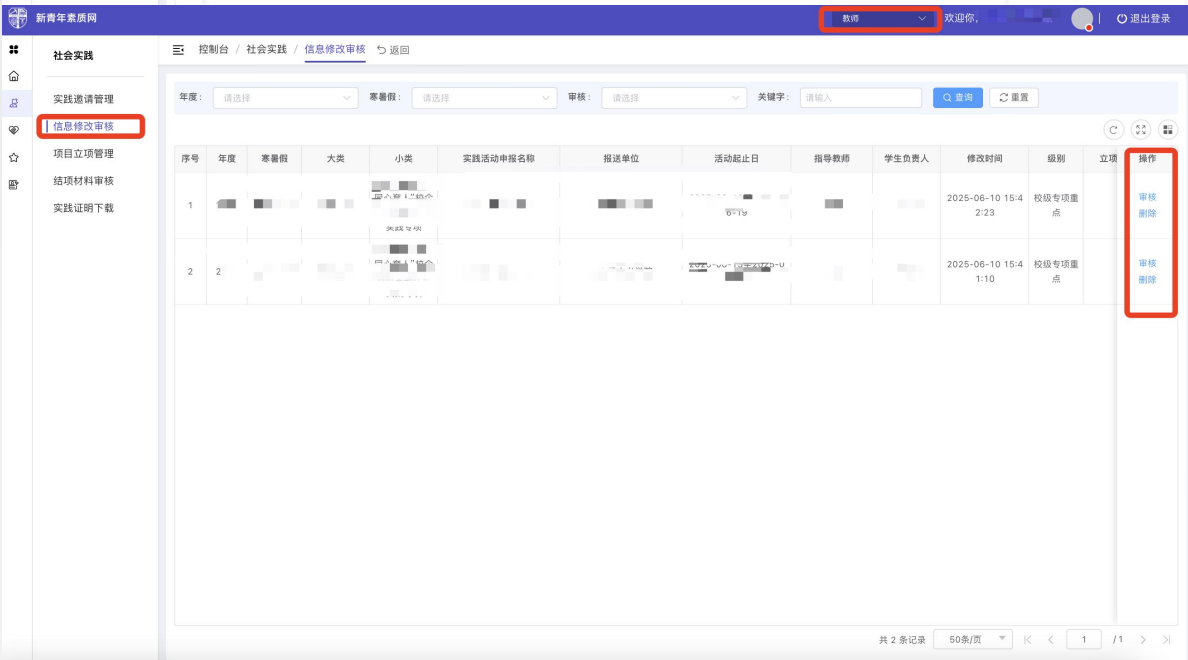 新青年素质网
教师
欢迎你,
退出登录
社会实践
控制台 / 社会实践 / 信息修改审核 返回
实践邀请管理
信息修改审核
项目立项管理
结项材料审核
实践证明下载
年度: 请选择 寒暑假: 请选择 审核: 请选择 关键字: 请输入 查询 重置
序号 年度 寒暑假 大类 小类 实践活动申报名称 报送单位 活动起止日 指导教师 学生负责人 修改时间 级别 立项 操作
1 2025-06-10 15:4 校级专项重 审核
2:23 点 删除
实践专项
2 2 2025-06-10 15:4 校级专项重 审核
1:10 点 删除
共 2 条记录 50条/页 1 /1